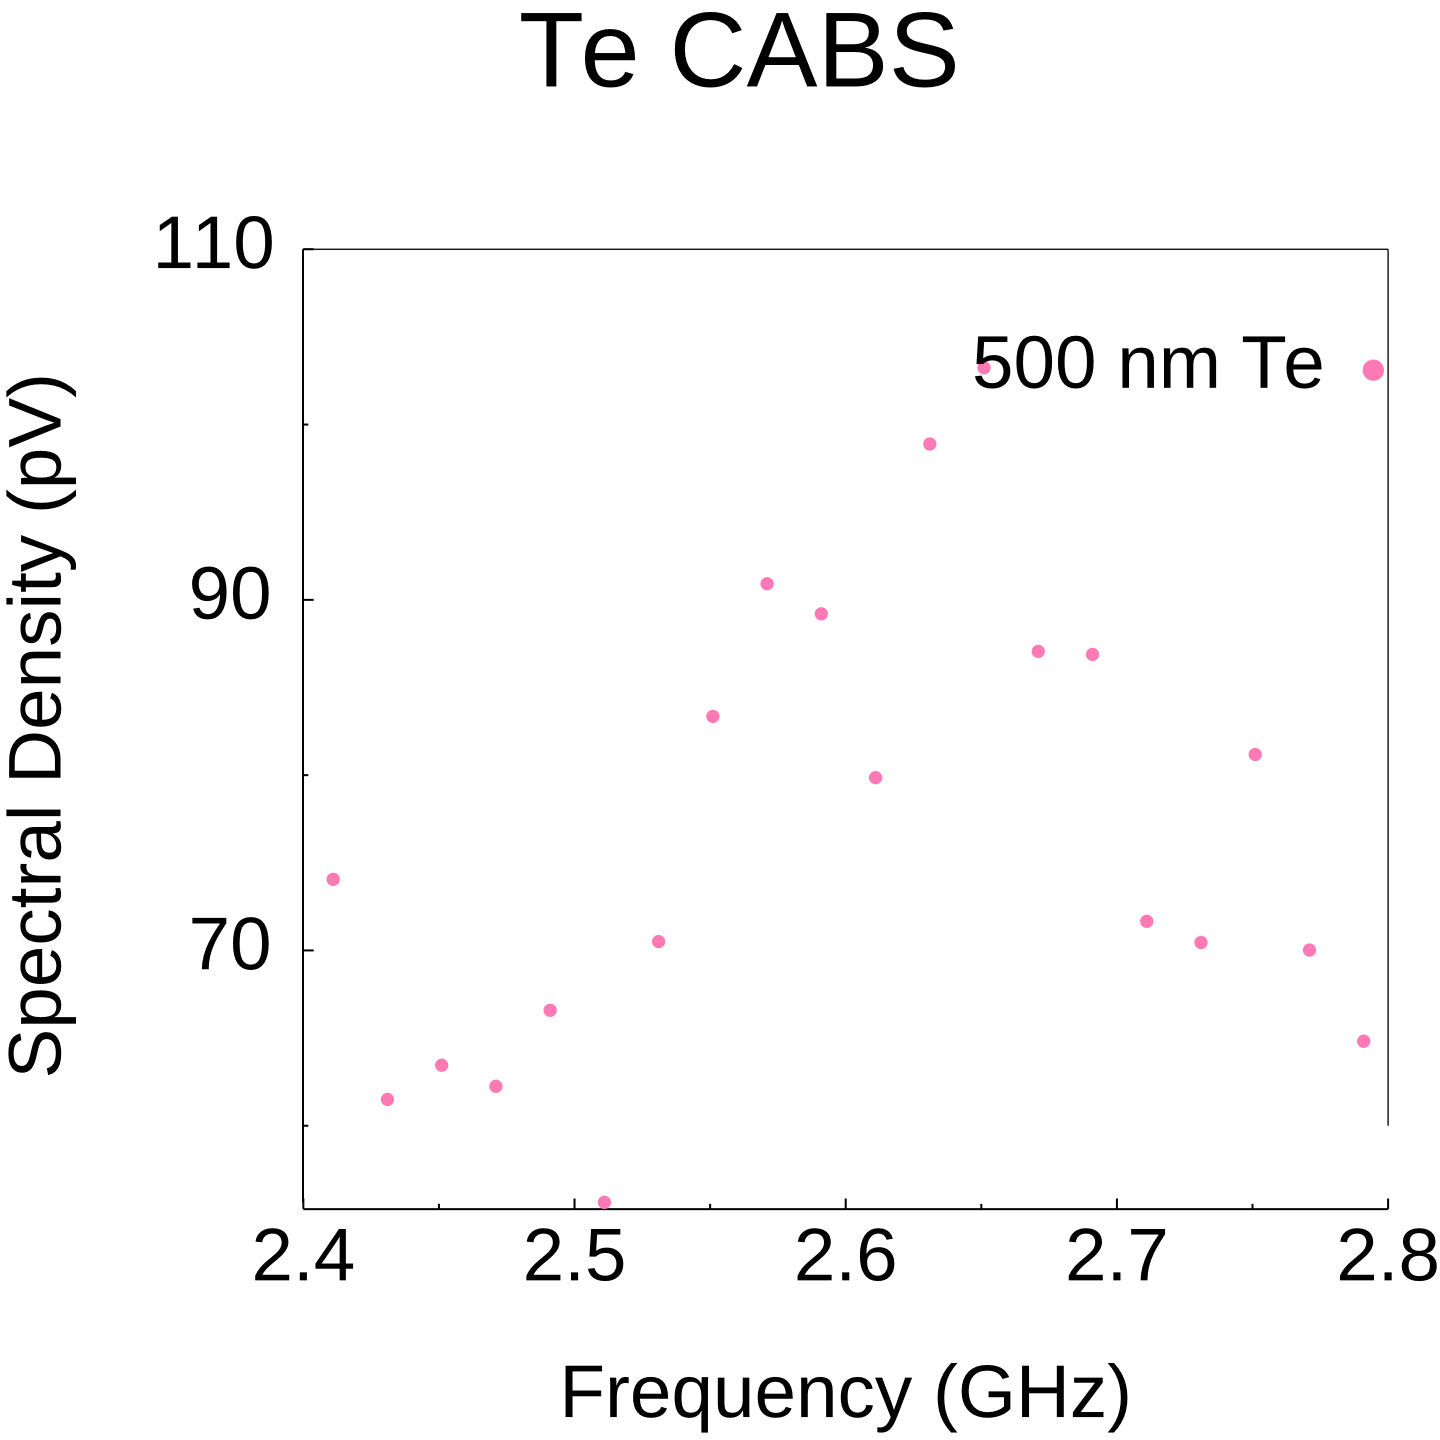 Te CABS
110
500 nm Te
90
70
Spectral Density (pV)
2.4 2.5 2.6 2.7 2.8
Frequency (GHz)